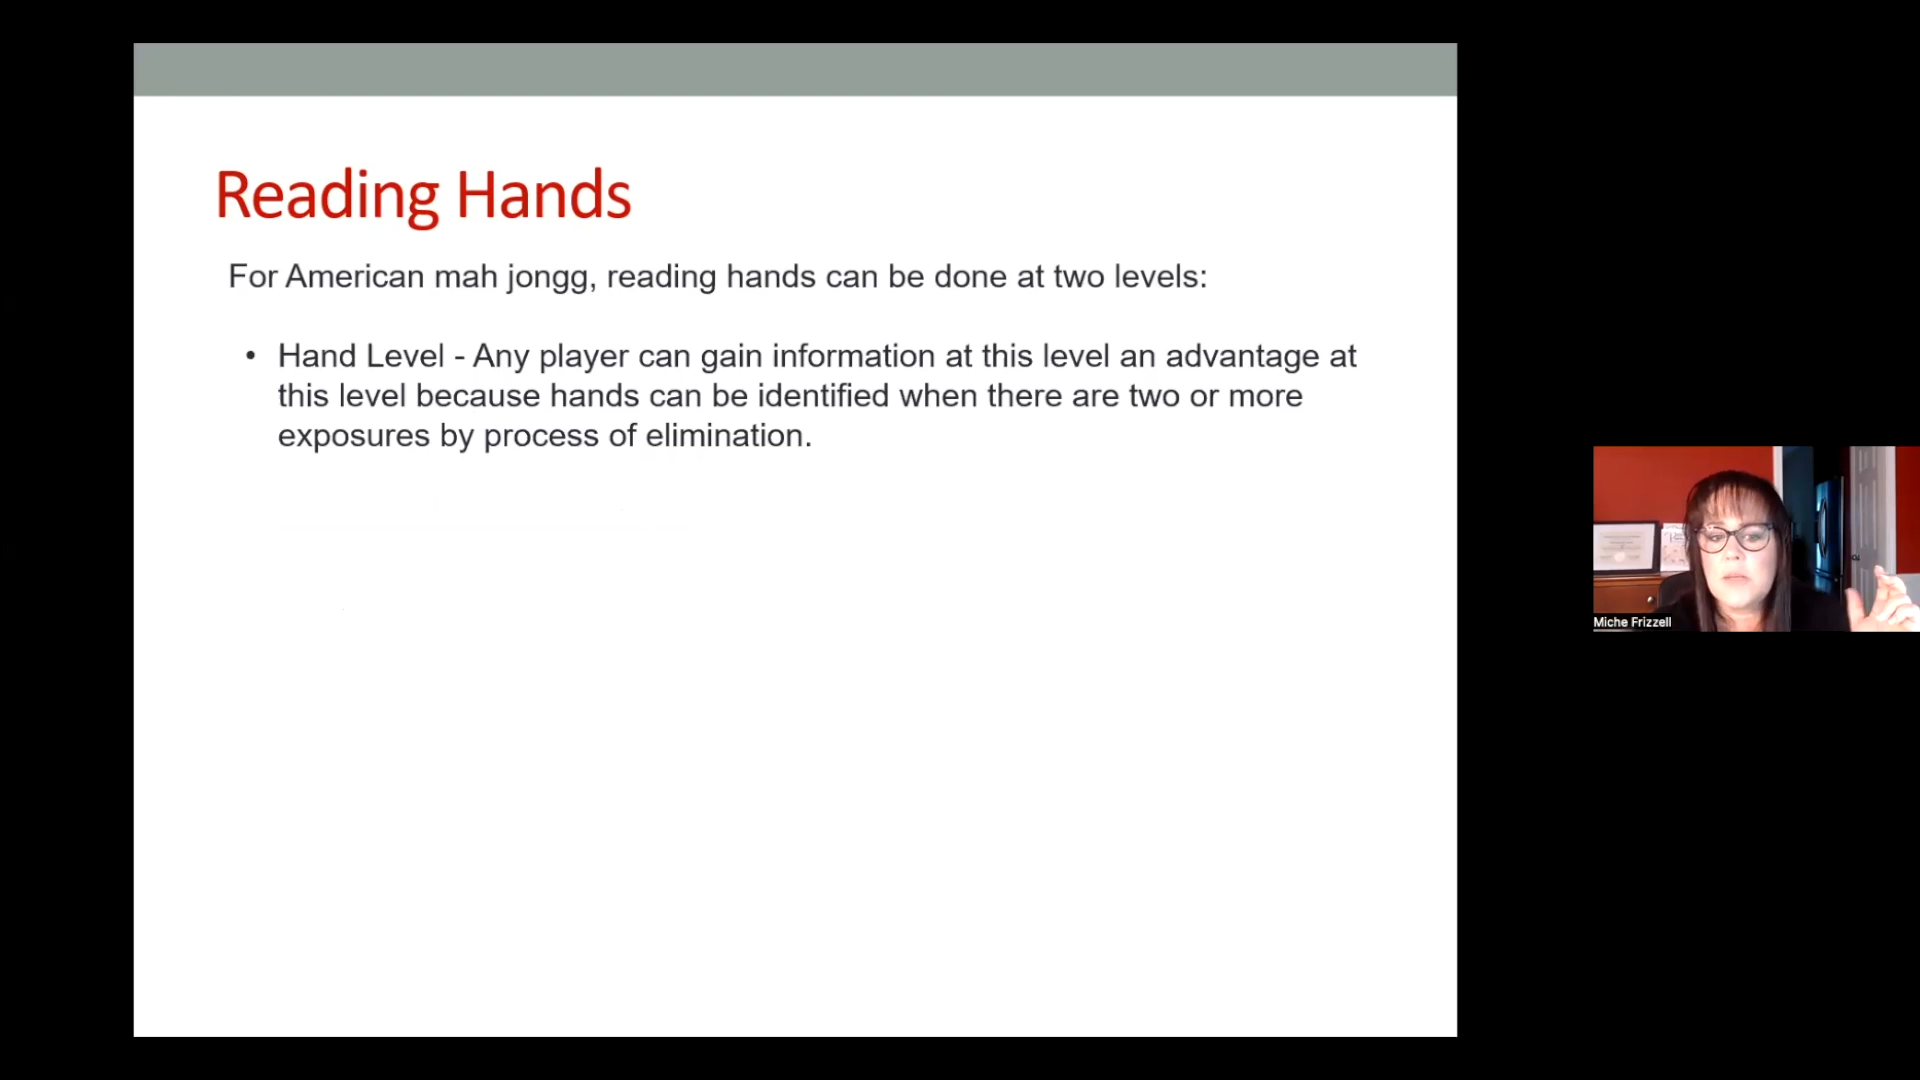 Reading Hands
For American mah jongg, reading hands can be done at two levels:
• Hand Level - Any player can gain information at this level an advantage at
this level because hands can be identified when there are two or more
exposures by process of elimination.
Miche Frizzell